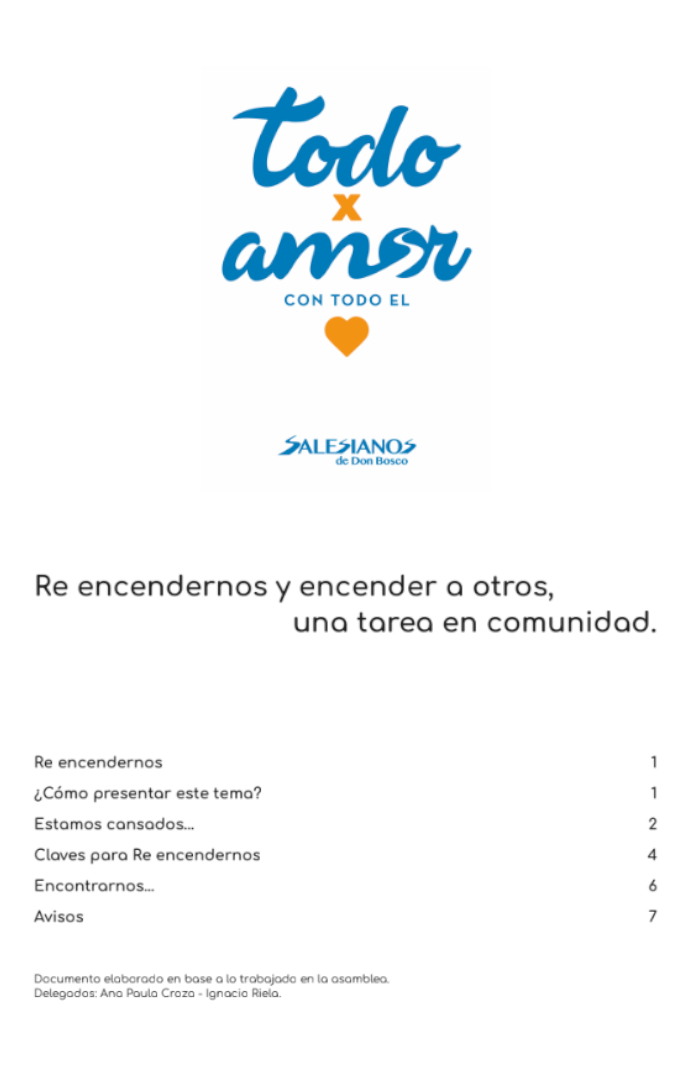 todo
x
amor
CON TODO EL
SALESIANOS
de Don Bosco
Re encendernos y encender a otros,
una tarea en comunidad.
Re encendernos 1
¿Cómo presentar este tema? 1
Estamos cansados... 2
Claves para Re encendernos 4
Encontrarnos... 6
Avisos 7
Documento elaborado en base a lo trabajado en la asamblea.
Delegados: Ana Paula Croza - Ignacio Riela.